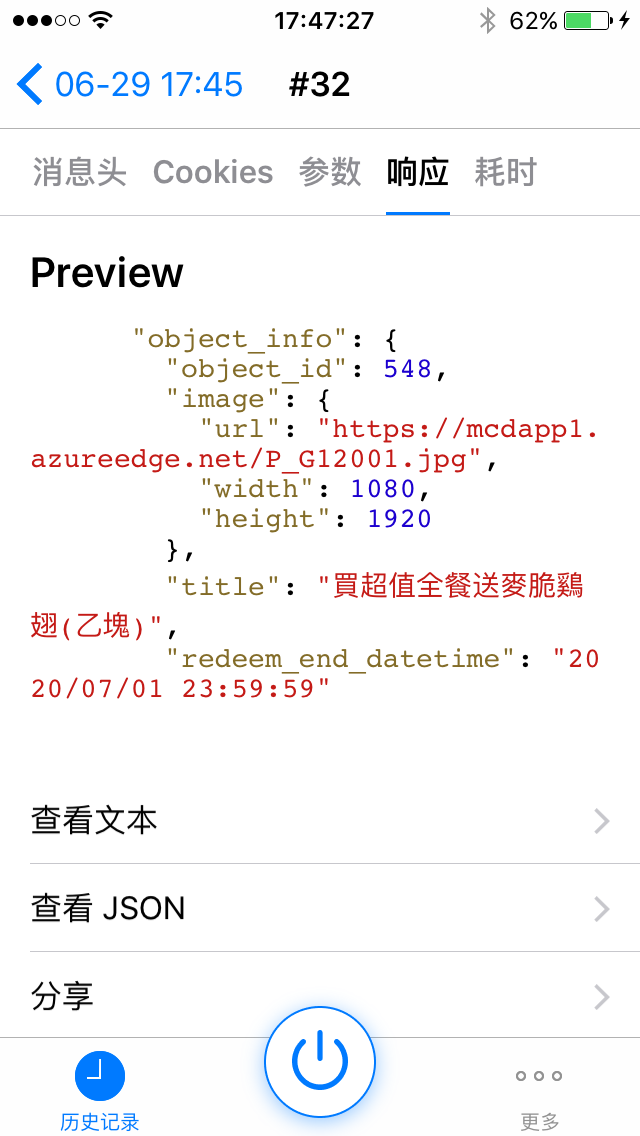 17:47:27
62%
06-29 17:45
#32
消息头 Cookies 参数 响应 耗时
Preview
"object_info": {
"object_id": 548,
"image": {
"url": "https://mcdapp1.
azureedge.net/P_G12001.jpg",
"width": 1080,
"height": 1920
},
"title": "買超值全餐送麥脆鷄
翅(乙塊)",
"redeem_end_datetime": "20
20/07/01 23:59:59"
查看文本
查看 JSON
分享
历史记录
更多